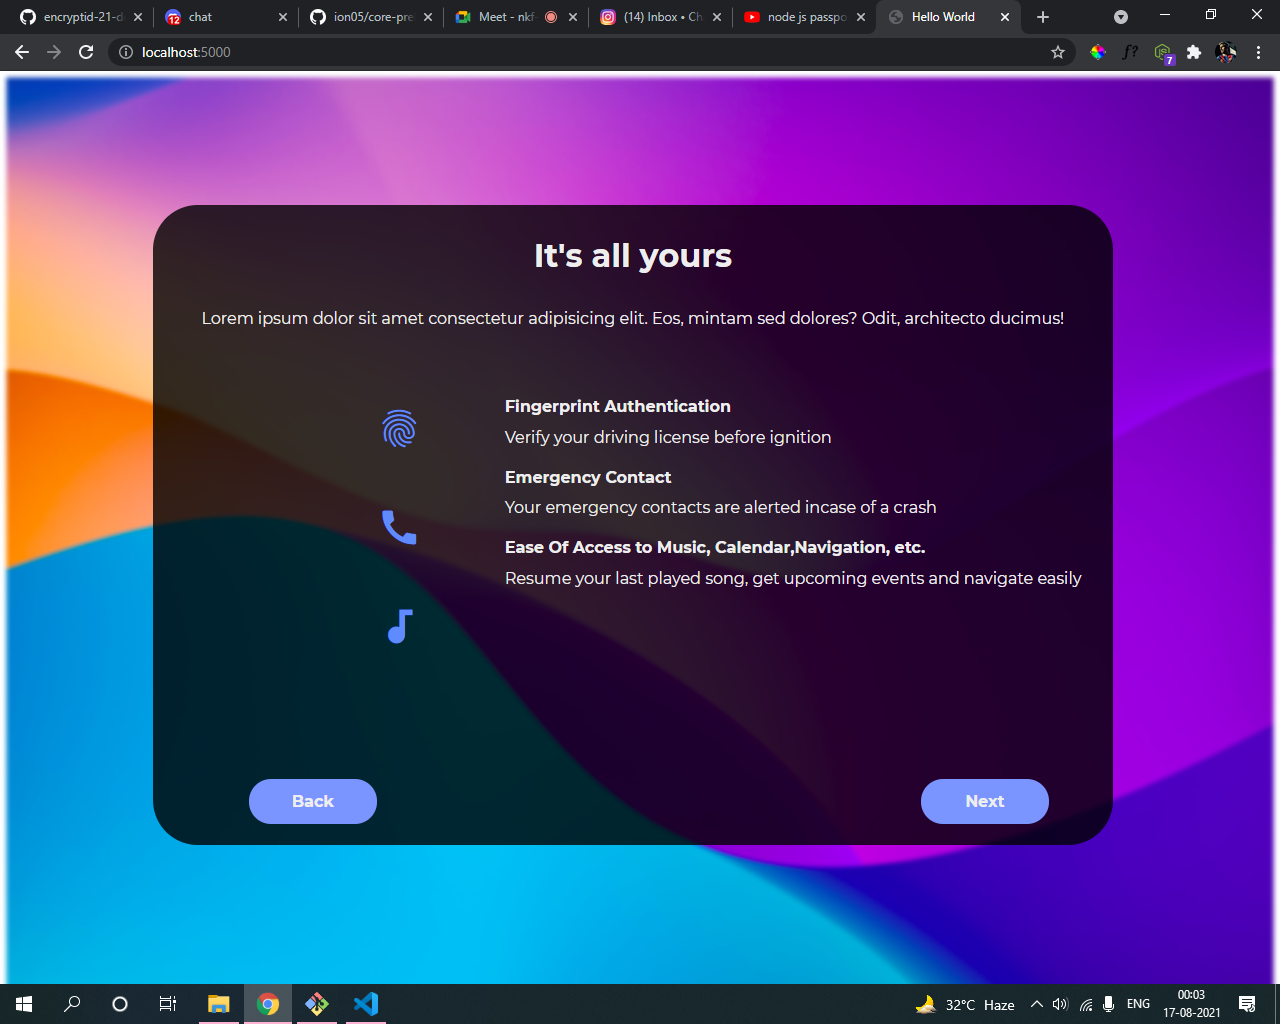 encryptid-21-d
12
chat
ion05/core-pre
Meet - nkf
(14) Inbox • Ch
node js passpo
Hello World
localhost:5000
f?
7
It's all yours
Lorem ipsum dolor sit amet consectetur adipisicing elit. Eos, mintam sed dolores? Odit, architecto ducimus!
Fingerprint Authentication
Verify your driving license before ignition
Emergency Contact
Your emergency contacts are alerted incase of a crash
Ease Of Access to Music, Calendar,Navigation, etc.
Resume your last played song, get upcoming events and navigate easily
Back
Next
32°C Haze
ENG
00:03
17-08-2021